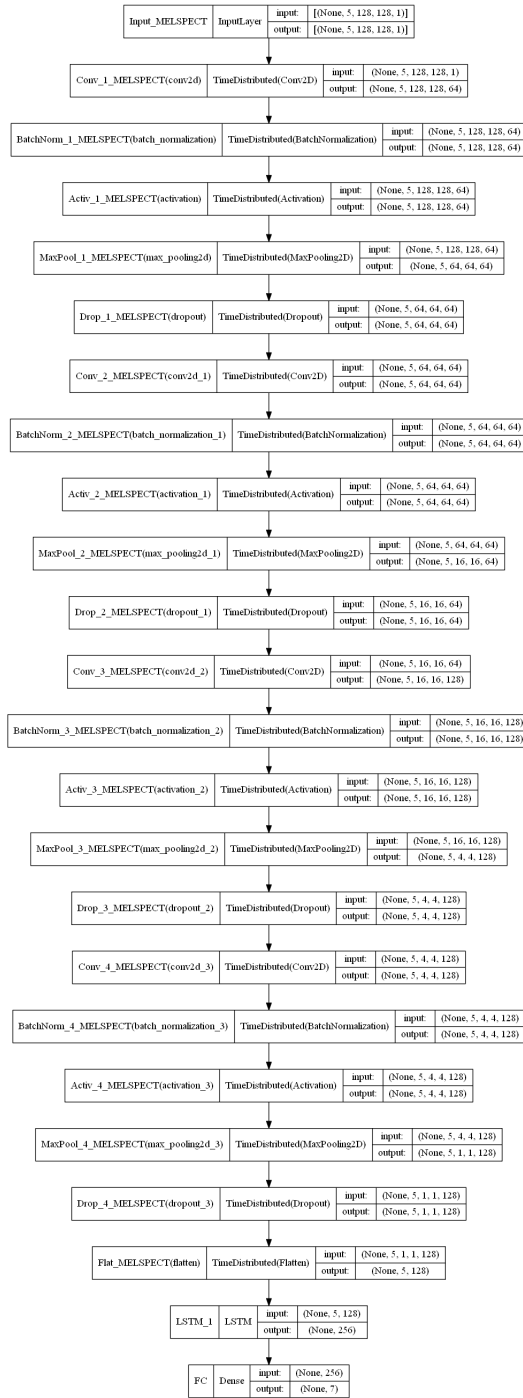 Input_MELSPECT InputLayer input: [(None, 5, 128, 128, 1)]
output: [(None, 5, 128, 128, 1)]
Conv_1_MELSPECT(conv2d) TimeDistributed(Conv2D) input: (None, 5, 128, 128, 1)
output: (None, 5, 128, 128, 64)
BatchNorm_1_MELSPECT(batch_normalization) TimeDistributed(BatchNormalization) input: (None, 5, 128, 128, 64)
output: (None, 5, 128, 128, 64)
Activ_1_MELSPECT(activation) TimeDistributed(Activation) input: (None, 5, 128, 128, 64)
output: (None, 5, 128, 128, 64)
MaxPool_1_MELSPECT(max_pooling2d) TimeDistributed(MaxPooling2D) input: (None, 5, 128, 128, 64)
output: (None, 5, 64, 64, 64)
Drop_1_MELSPECT(dropout) TimeDistributed(Dropout) input: (None, 5, 64, 64, 64)
output: (None, 5, 64, 64, 64)
Conv_2_MELSPECT(conv2d_1) TimeDistributed(Conv2D) input: (None, 5, 64, 64, 64)
output: (None, 5, 64, 64, 64)
BatchNorm_2_MELSPECT(batch_normalization_1) TimeDistributed(BatchNormalization) input: (None, 5, 64, 64, 64)
output: (None, 5, 64, 64, 64)
Activ_2_MELSPECT(activation_1) TimeDistributed(Activation) input: (None, 5, 64, 64, 64)
output: (None, 5, 64, 64, 64)
MaxPool_2_MELSPECT(max_pooling2d_1) TimeDistributed(MaxPooling2D) input: (None, 5, 64, 64, 64)
output: (None, 5, 16, 16, 64)
Drop_2_MELSPECT(dropout_1) TimeDistributed(Dropout) input: (None, 5, 16, 16, 64)
output: (None, 5, 16, 16, 64)
Conv_3_MELSPECT(conv2d_2) TimeDistributed(Conv2D) input: (None, 5, 16, 16, 64)
output: (None, 5, 16, 16, 128)
BatchNorm_3_MELSPECT(batch_normalization_2) TimeDistributed(BatchNormalization) input: (None, 5, 16, 16, 128)
output: (None, 5, 16, 16, 128)
Activ_3_MELSPECT(activation_2) TimeDistributed(Activation) input: (None, 5, 16, 16, 128)
output: (None, 5, 16, 16, 128)
MaxPool_3_MELSPECT(max_pooling2d_2) TimeDistributed(MaxPooling2D) input: (None, 5, 16, 16, 128)
output: (None, 5, 4, 4, 128)
Drop_3_MELSPECT(dropout_2) TimeDistributed(Dropout) input: (None, 5, 4, 4, 128)
output: (None, 5, 4, 4, 128)
Conv_4_MELSPECT(conv2d_3) TimeDistributed(Conv2D) input: (None, 5, 4, 4, 128)
output: (None, 5, 4, 4, 128)
BatchNorm_4_MELSPECT(batch_normalization_3) TimeDistributed(BatchNormalization) input: (None, 5, 4, 4, 128)
output: (None, 5, 4, 4, 128)
Activ_4_MELSPECT(activation_3) TimeDistributed(Activation) input: (None, 5, 4, 4, 128)
output: (None, 5, 4, 4, 128)
MaxPool_4_MELSPECT(max_pooling2d_3) TimeDistributed(MaxPooling2D) input: (None, 5, 4, 4, 128)
output: (None, 5, 1, 1, 128)
Drop_4_MELSPECT(dropout_3) TimeDistributed(Dropout) input: (None, 5, 1, 1, 128)
output: (None, 5, 1, 1, 128)
Flat_MELSPECT(flatten) TimeDistributed(Flatten) input: (None, 5, 1, 1, 128)
output: (None, 5, 128)
LSTM_1 LSTM input: (None, 5, 128)
output: (None, 256)
FC Dense input: (None, 256)
output: (None, 7)